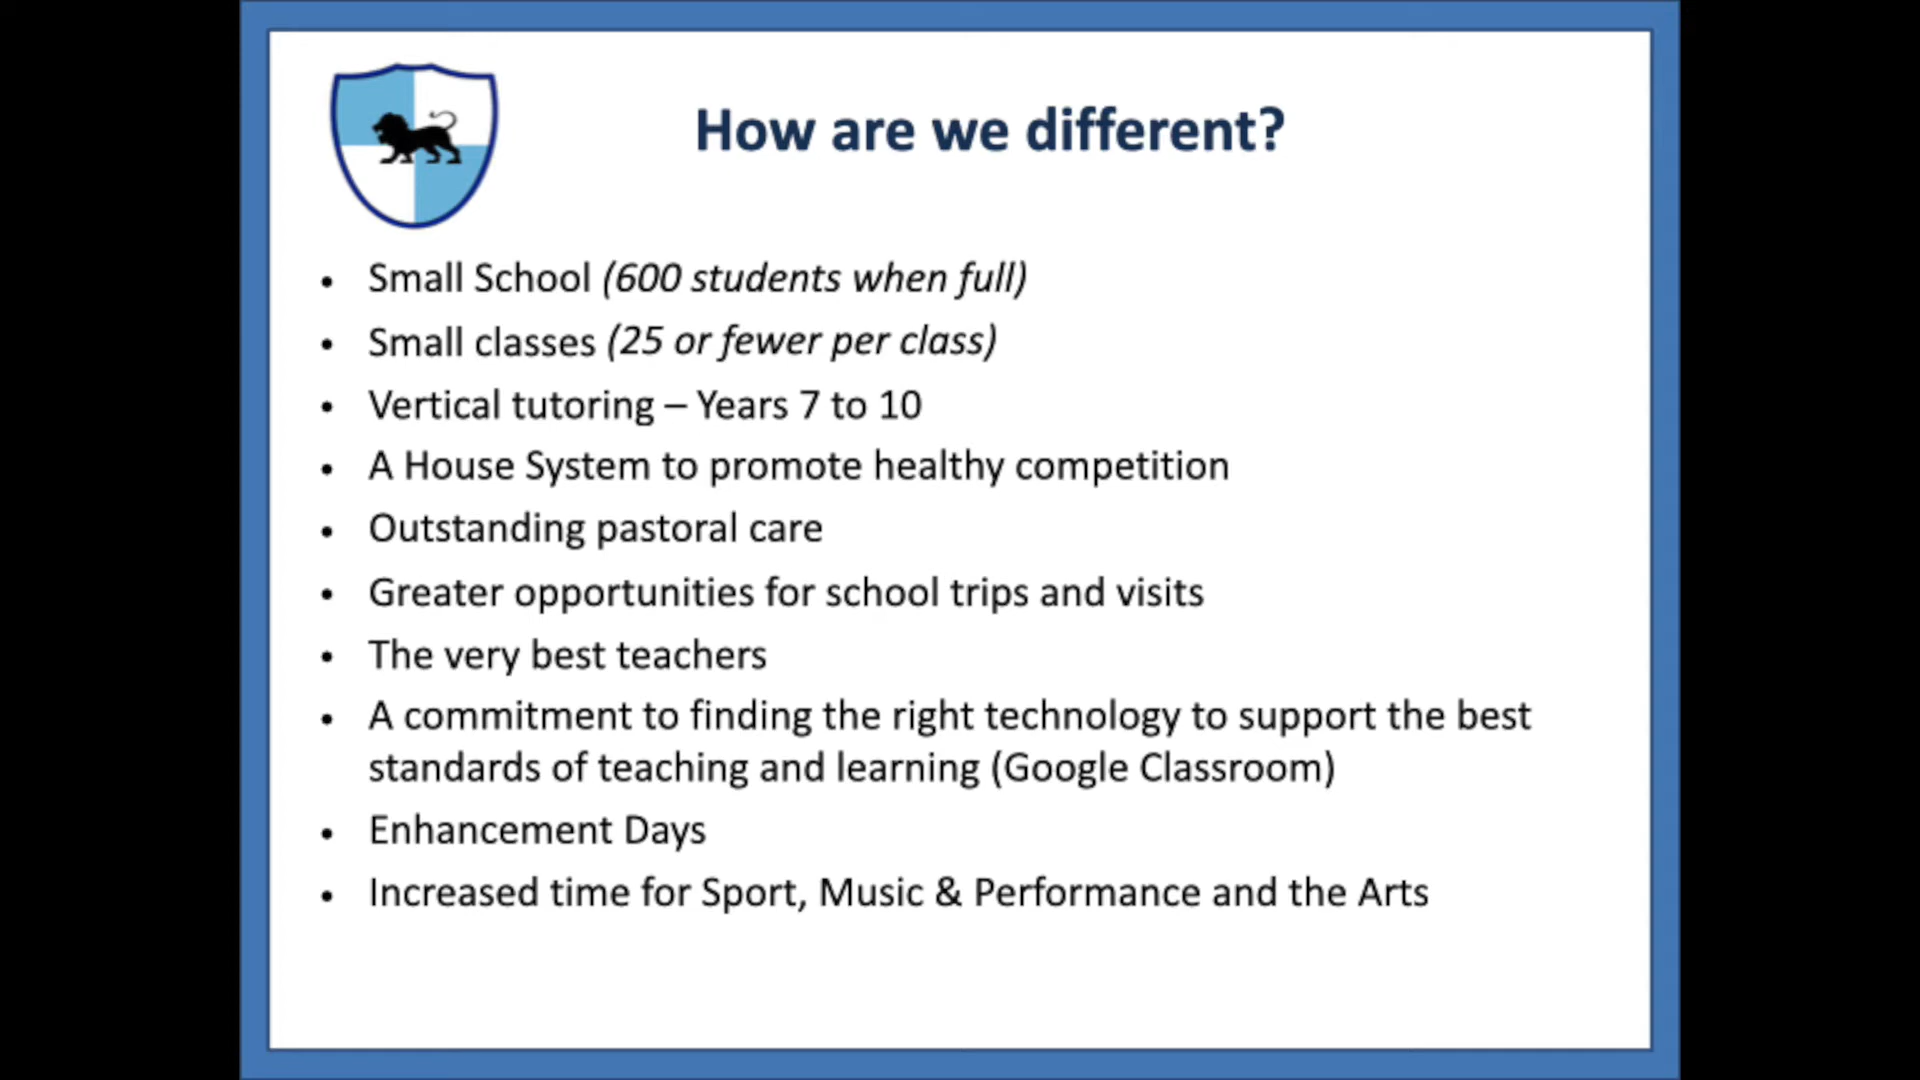 How are we different?
• Small School (600 students when full)
• Small classes (25 or fewer per class)
• Vertical tutoring – Years 7 to 10
• A House System to promote healthy competition
• Outstanding pastoral care
• Greater opportunities for school trips and visits
• The very best teachers
• A commitment to finding the right technology to support the best
standards of teaching and learning (Google Classroom)
• Enhancement Days
• Increased time for Sport, Music & Performance and the Arts